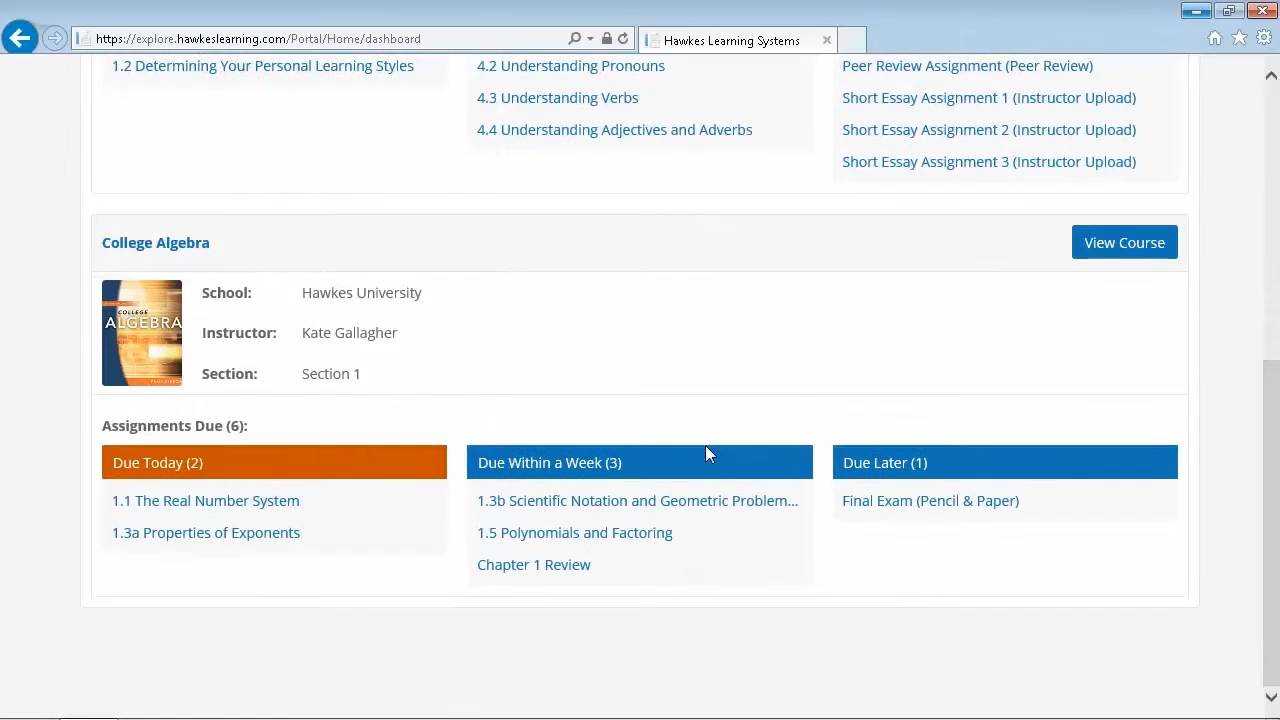 https://explore.hawkeslearning.com/Portal/Home/dashboard
Hawkes Learning Systems
1.2 Determining Your Personal Learning Styles
4.2 Understanding Pronouns
4.3 Understanding Verbs
4.4 Understanding Adjectives and Adverbs
Peer Review Assignment (Peer Review)
Short Essay Assignment 1 (Instructor Upload)
Short Essay Assignment 2 (Instructor Upload)
Short Essay Assignment 3 (Instructor Upload)
College Algebra
View Course
COLLEGE
ALGEBRA
School: Hawkes University
Instructor: Kate Gallagher
Section: Section 1
Assignments Due (6):
Due Today (2)
1.1 The Real Number System
1.3a Properties of Exponents
Due Within a Week (3)
1.3b Scientific Notation and Geometric Problem...
1.5 Polynomials and Factoring
Chapter 1 Review
Due Later (1)
Final Exam (Pencil & Paper)